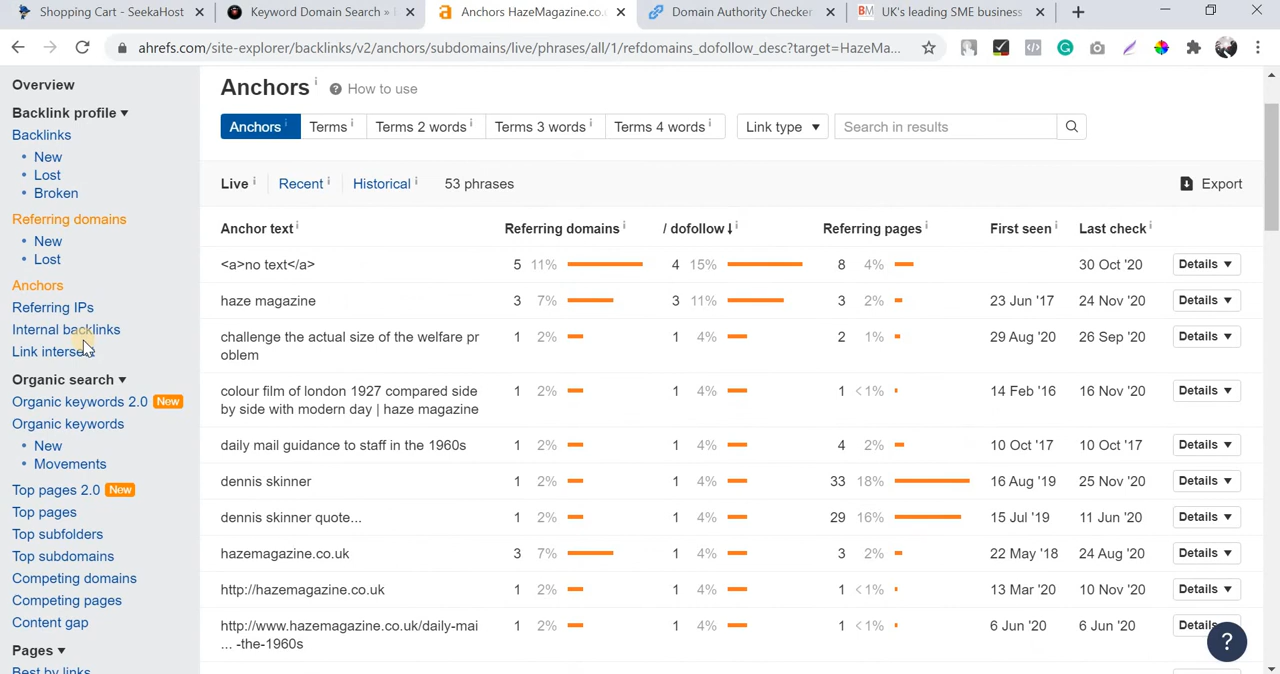 Shopping Cart - SeekaHost
Keyword Domain Search »
Anchors HazeMagazine.co.
Domain Authority Checker
BM UK's leading SME business
ahrefs.com/site-explorer/backlinks/v2/anchors/subdomains/live/phrases/all/1/refdomains_dofollow_desc?target=HazeMa...
Overview
Backlink profile
Backlinks
• New
• Lost
• Broken
Referring domains
• New
• Lost
Anchors
Referring IPs
Internal backlinks
Link interse
Organic search
Organic keywords 2.0 New
Organic keywords
• New
• Movements
Top pages 2.0 New
Top pages
Top subfolders
Top subdomains
Competing domains
Competing pages
Content gap
Pages
Best by links
Anchors i ? How to use
Anchors i Terms i Terms 2 words i Terms 3 words i Terms 4 words i Link type Search in results
Live i Recent i Historical i 53 phrases Export
Anchor text i Referring domains i / dofollow ↓ i Referring pages i First seen i Last check i
<a>no text</a> 5 11% 4 15% 8 4% 30 Oct '20 Details ▼
haze magazine 3 7% 3 11% 3 2% 23 Jun '17 24 Nov '20 Details ▼
challenge the actual size of the welfare pr 1 2% 1 4% 2 1% 29 Aug '20 26 Sep '20 Details ▼
oblem
colour film of london 1927 compared side 1 2% 1 4% 1 <1% 14 Feb '16 16 Nov '20 Details ▼
by side with modern day | haze magazine
daily mail guidance to staff in the 1960s 1 2% 1 4% 4 2% 10 Oct '17 10 Oct '17 Details ▼
dennis skinner 1 2% 1 4% 33 18% 16 Aug '19 25 Nov '20 Details ▼
dennis skinner quote... 1 2% 1 4% 29 16% 15 Jul '19 11 Jun '20 Details ▼
hazemagazine.co.uk 3 7% 1 4% 3 2% 22 May '18 24 Aug '20 Details ▼
http://hazemagazine.co.uk 1 2% 1 4% 1 <1% 13 Mar '20 10 Nov '20 Details ▼
http://www.hazemagazine.co.uk/daily-mai 1 2% 1 4% 1 <1% 6 Jun '20 6 Jun '20 Details
... -the-1960s
?